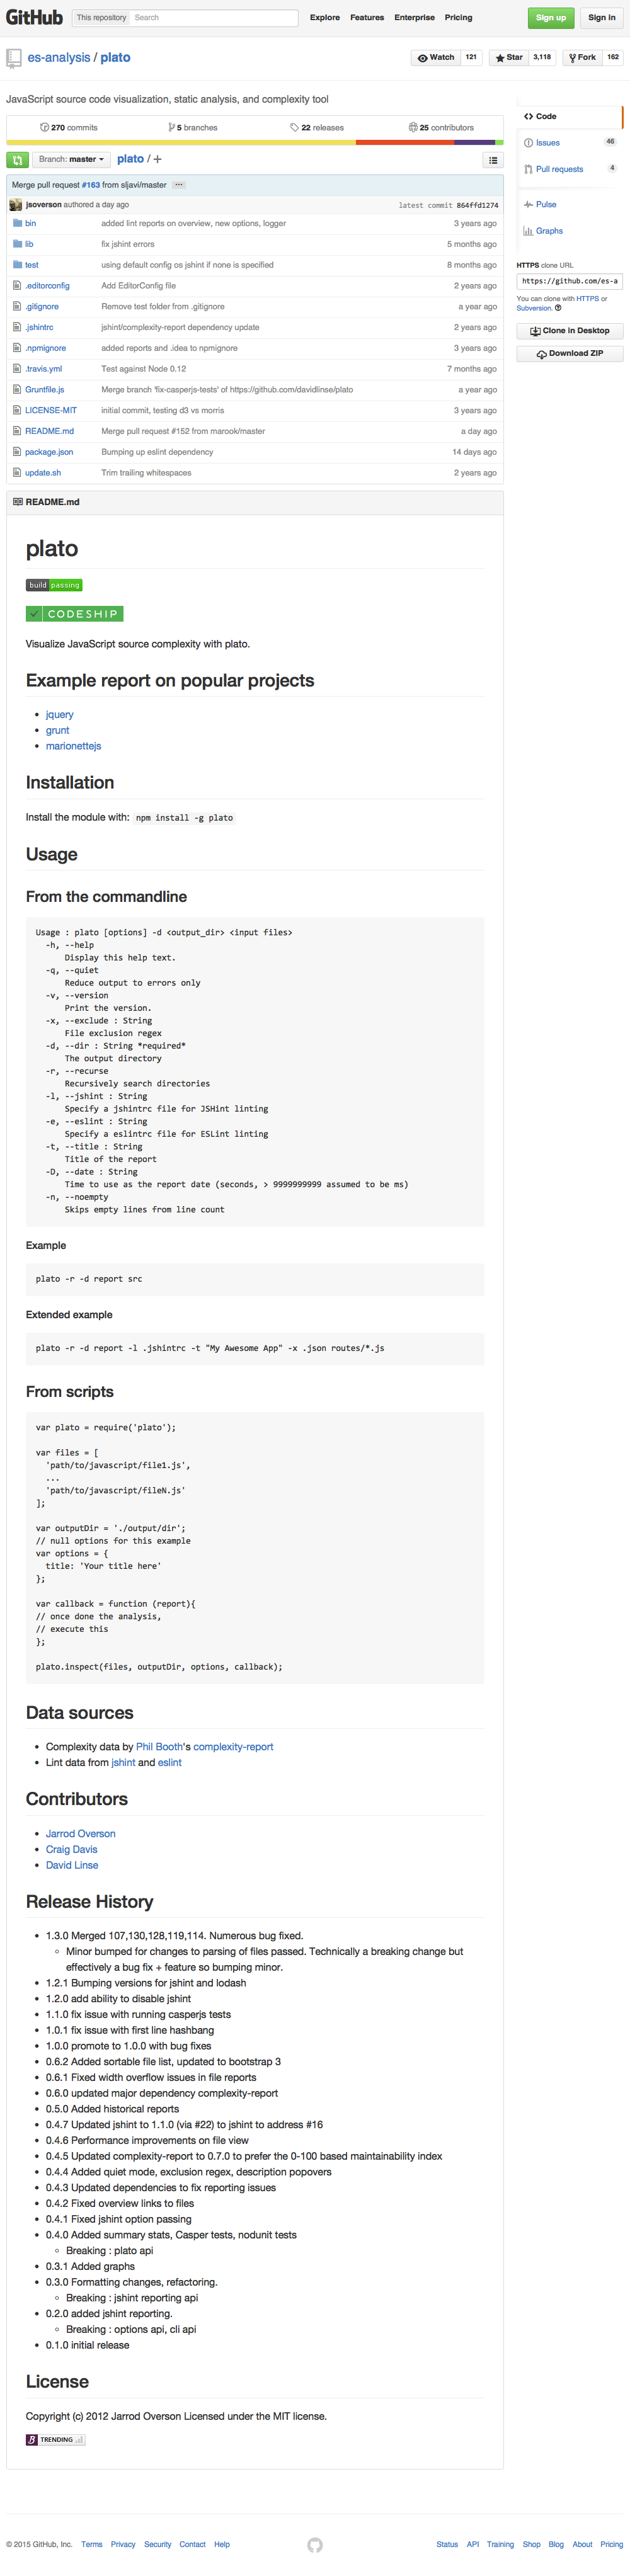 GitHub This repository Search Explore Features Enterprise Pricing Sign up Sign in
es-analysis / plato Watch 121 Star 3,118 Fork 162
JavaScript source code visualization, static analysis, and complexity tool
270 commits 5 branches 22 releases 25 contributors
Branch: master plato / +
Merge pull request #163 from sljavi/master ...
jsoverson authored a day ago latest commit 864ffd1274
bin added lint reports on overview, new options, logger 3 years ago
lib fix jshint errors 5 months ago
test using default config os jshint if none is specified 8 months ago
.editorconfig Add EditorConfig file 2 years ago
.gitignore Remove test folder from .gitignore a year ago
.jshintrc jshint/complexity-report dependency update 2 years ago
.npmignore added reports and .idea to npmignore 3 years ago
.travis.yml Test against Node 0.12 7 months ago
Gruntfile.js Merge branch 'fix-casperjs-tests' of https://github.com/davidlinse/plato a year ago
LICENSE-MIT initial commit, testing d3 vs morris 3 years ago
README.md Merge pull request #152 from marook/master a day ago
package.json Bumping up eslint dependency 14 days ago
update.sh Trim trailing whitespaces 2 years ago
Code
Issues 46
Pull requests 4
Pulse
Graphs
HTTPS clone URL
https://github.com/es-a
You can clone with HTTPS or
Subversion.
Clone in Desktop
Download ZIP
README.md
plato
build passing
CODESHIP
Visualize JavaScript source complexity with plato.
Example report on popular projects
• jquery
• grunt
• marionettejs
Installation
Install the module with: npm install -g plato
Usage
From the commandline
Usage : plato [options] -d <output_dir> <input files>
-h, --help
Display this help text.
-q, --quiet
Reduce output to errors only
-v, --version
Print the version.
-x, --exclude : String
File exclusion regex
-d, --dir : String *required*
The output directory
-r, --recurse
Recursively search directories
-l, --jshint : String
Specify a jshintrc file for JSHint linting
-e, --eslint : String
Specify a eslintrc file for ESLint linting
-t, --title : String
Title of the report
-D, --date : String
Time to use as the report date (seconds, > 9999999999 assumed to be ms)
-n, --noempty
Skips empty lines from line count
Example
plato -r -d report src
Extended example
plato -r -d report -l .jshintrc -t "My Awesome App" -x .json routes/*.js
From scripts
var plato = require('plato');
var files = [
'path/to/javascript/file1.js',
...
'path/to/javascript/fileN.js'
];
var outputDir = './output/dir';
// null options for this example
var options = {
title: 'Your title here'
};
var callback = function (report){
// once done the analysis,
// execute this
};
plato.inspect(files, outputDir, options, callback);
Data sources
• Complexity data by Phil Booth's complexity-report
• Lint data from jshint and eslint
Contributors
• Jarrod Overson
• Craig Davis
• David Linse
Release History
• 1.3.0 Merged 107,130,128,119,114. Numerous bug fixed.
◦ Minor bumped for changes to parsing of files passed. Technically a breaking change but
effectively a bug fix + feature so bumping minor.
• 1.2.1 Bumping versions for jshint and lodash
• 1.2.0 add ability to disable jshint
• 1.1.0 fix issue with running casperjs tests
• 1.0.1 fix issue with first line hashbang
• 1.0.0 promote to 1.0.0 with bug fixes
• 0.6.2 Added sortable file list, updated to bootstrap 3
• 0.6.1 Fixed width overflow issues in file reports
• 0.6.0 updated major dependency complexity-report
• 0.5.0 Added historical reports
• 0.4.7 Updated jshint to 1.1.0 (via #22) to jshint to address #16
• 0.4.6 Performance improvements on file view
• 0.4.5 Updated complexity-report to 0.7.0 to prefer the 0-100 based maintainability index
• 0.4.4 Added quiet mode, exclusion regex, description popovers
• 0.4.3 Updated dependencies to fix reporting issues
• 0.4.2 Fixed overview links to files
• 0.4.1 Fixed jshint option passing
• 0.4.0 Added summary stats, Casper tests, nodunit tests
◦ Breaking : plato api
• 0.3.1 Added graphs
• 0.3.0 Formatting changes, refactoring.
◦ Breaking : jshint reporting api
• 0.2.0 added jshint reporting.
◦ Breaking : options api, cli api
• 0.1.0 initial release
License
Copyright (c) 2012 Jarrod Overson Licensed under the MIT license.
TRENDING
© 2015 GitHub, Inc. Terms Privacy Security Contact Help Status API Training Shop Blog About Pricing